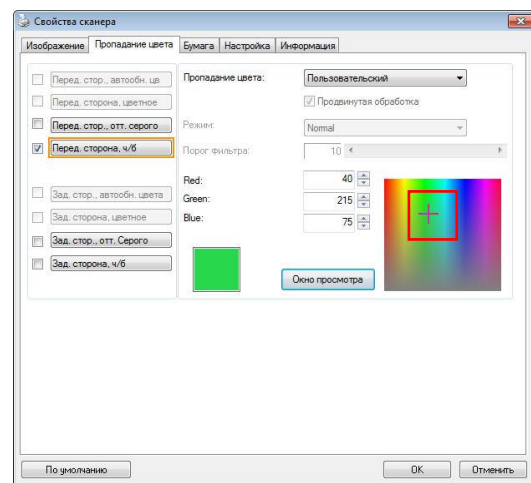 Свойства сканера
Изображение Пропадание цвета Бумага Настройка Информация
Перед. стор., автообн. цв
Перед. сторона, цветное
Перед. стор., отт. серого
Перед. сторона, ч/б
Зад. стор., автообн. цвета
Зад. сторона, цветное
Зад. стор., отт. Серого
Зад. сторона, ч/б
Пропадание цвета: Пользовательский
Продвинутая обработка
Режим: Normal
Порог Фильтра: 10
Red: 40
Green: 215
Blue: 75
Окно просмотра
По умолчанию OK Отменить